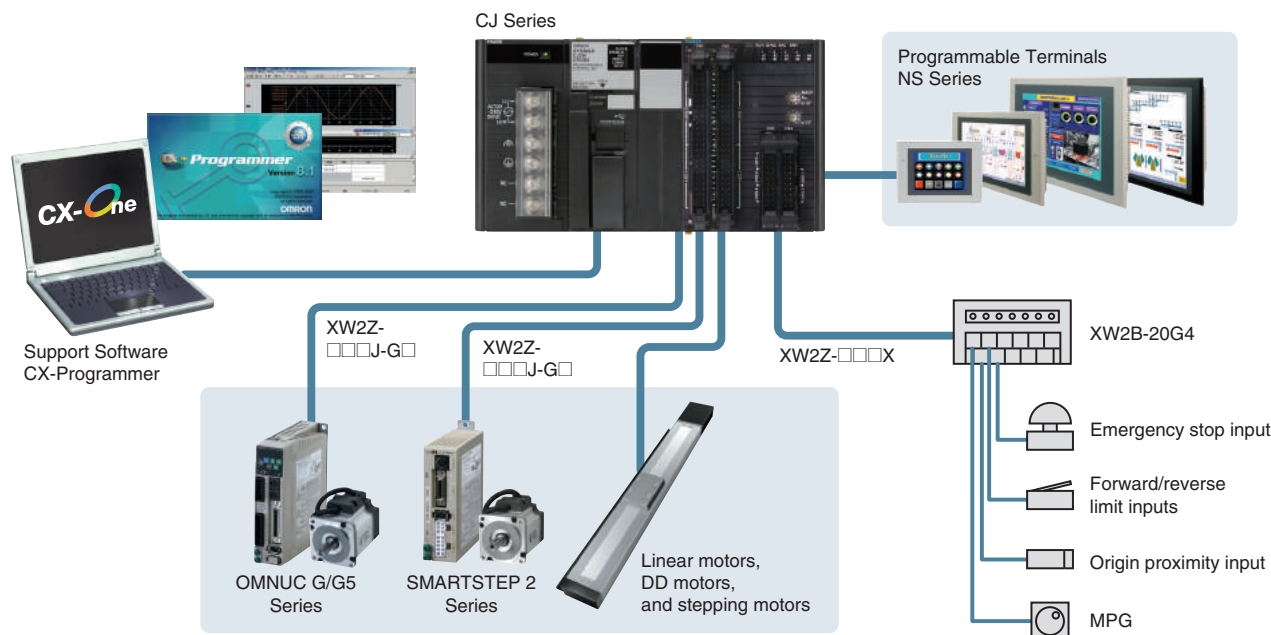 CJ Series
POWER
Programmable Terminals
NS Series
CX-Programmer
Version 8.1
OMRON
CX-One
Support Software
CX-Programmer
XW2Z-
□□□J-G□
XW2Z-
□□□J-G□
XW2Z-□□□X
XW2B-20G4
Emergency stop input
Forward/reverse
limit inputs
Origin proximity input
MPG
OMNUC G/G5
Series
SMARTSTEP 2
Series
Linear motors,
DD motors,
and stepping motors